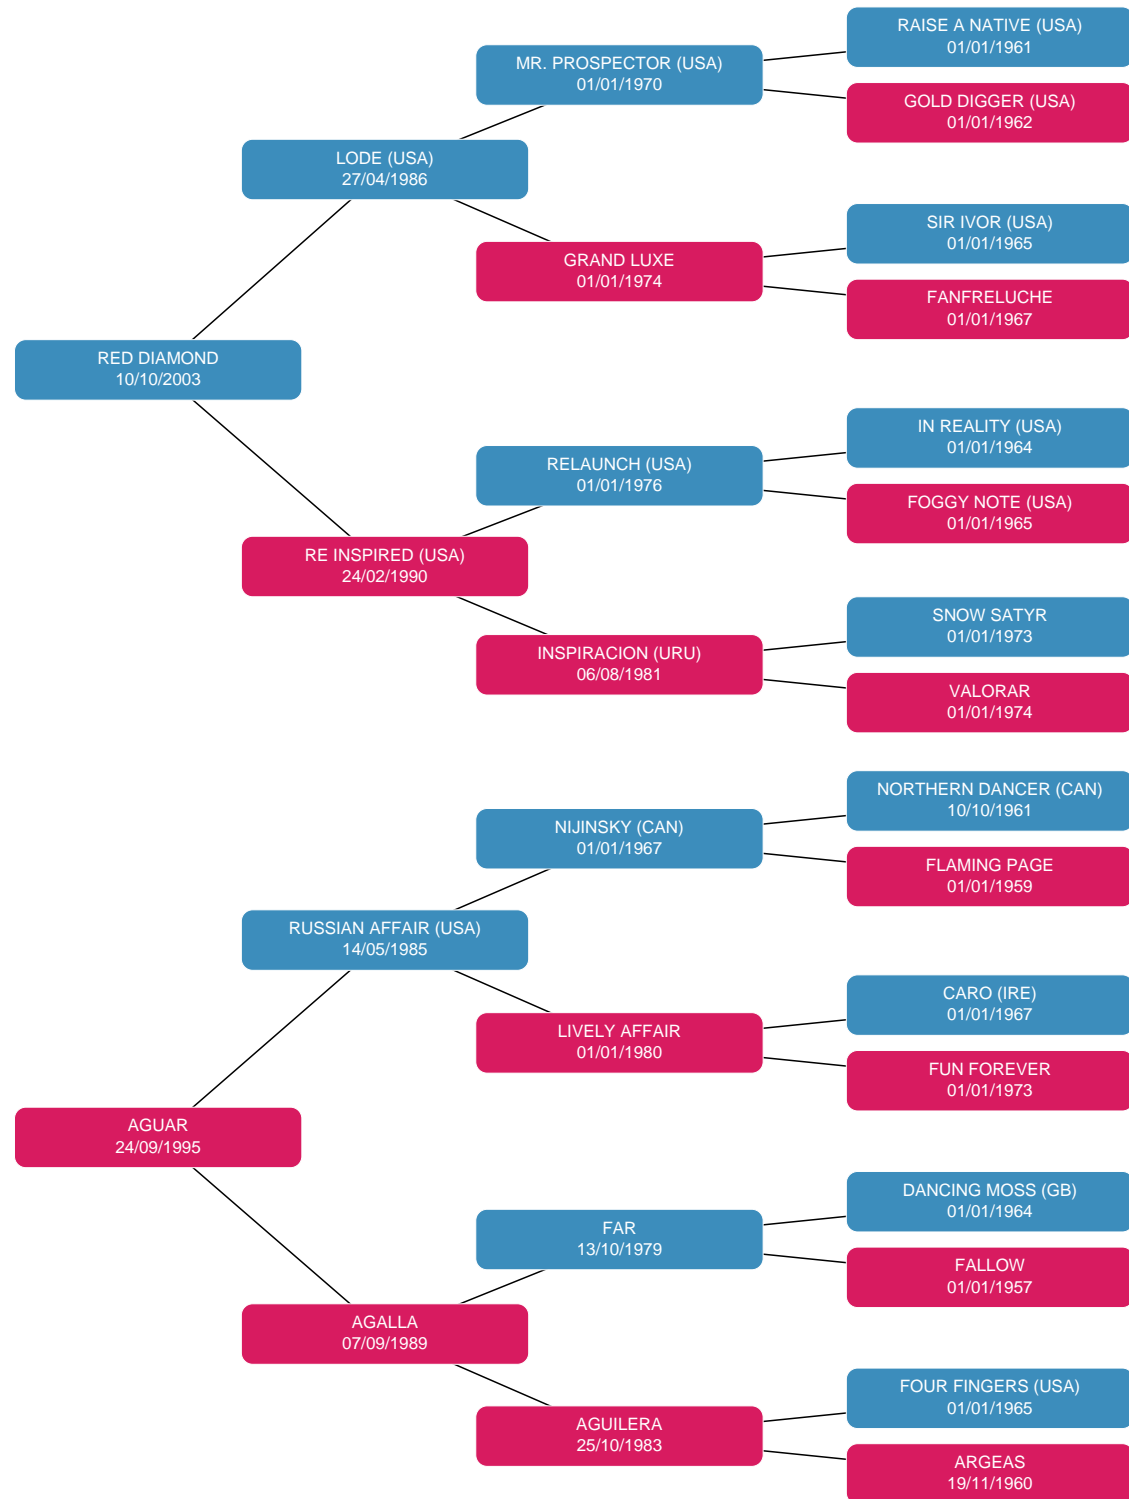 RAISE A NATIVE (USA)
01/01/1961
MR. PROSPECTOR (USA)
01/01/1970
GOLD DIGGER (USA)
01/01/1962
LODE (USA)
27/04/1986
SIR IVOR (USA)
01/01/1965
GRAND LUXE
01/01/1974
FANFRELUCHE
01/01/1967
RED DIAMOND
10/10/2003
IN REALITY (USA)
01/01/1964
RELAUNCH (USA)
01/01/1976
FOGGY NOTE (USA)
01/01/1965
RE INSPIRED (USA)
24/02/1990
SNOW SATYR
01/01/1973
INSPIRACION (URU)
06/08/1981
VALORAR
01/01/1974
NORTHERN DANCER (CAN)
10/10/1961
NIJINSKY (CAN)
01/01/1967
FLAMING PAGE
01/01/1959
RUSSIAN AFFAIR (USA)
14/05/1985
CARO (IRE)
01/01/1967
LIVELY AFFAIR
01/01/1980
FUN FOREVER
01/01/1973
AGUAR
24/09/1995
DANCING MOSS (GB)
01/01/1964
FAR
13/10/1979
FALLOW
01/01/1957
AGALLA
07/09/1989
FOUR FINGERS (USA)
01/01/1965
AGUILERA
25/10/1983
ARGEAS
19/11/1960